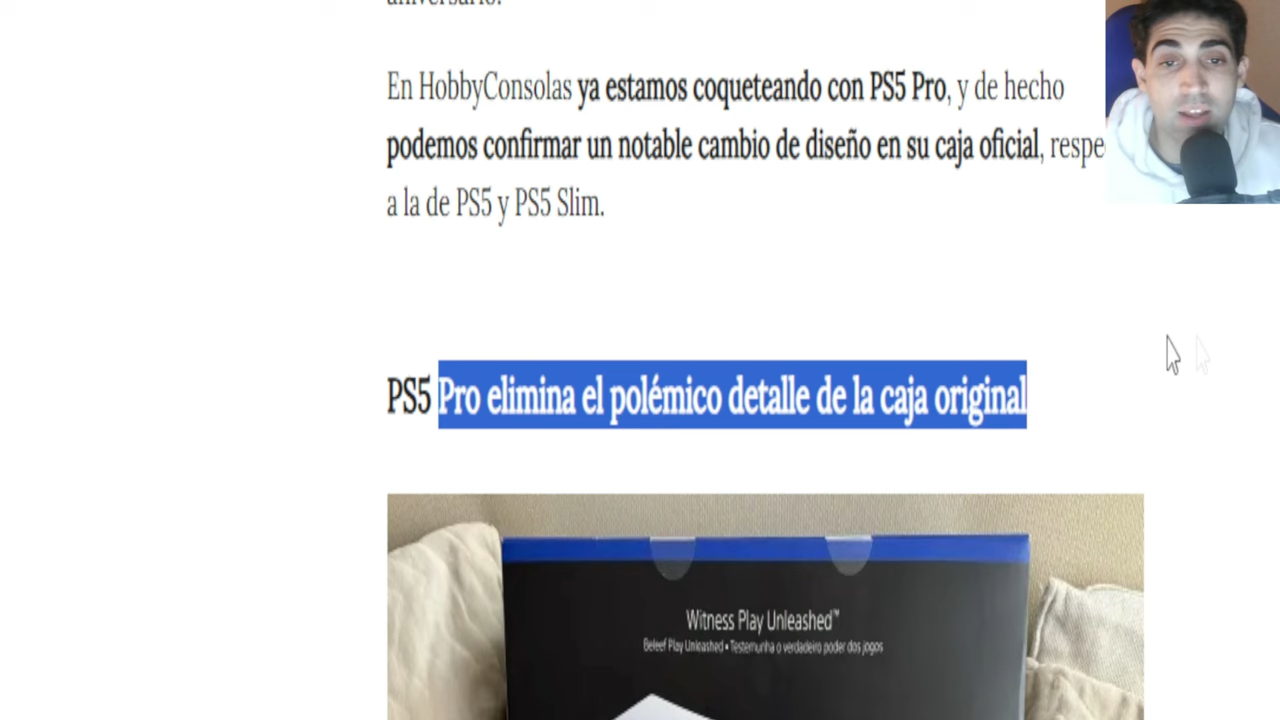 aniversario.
En HobbyConsolas ya estamos coqueteando con PS5 Pro, y de hecho
podemos confirmar un notable cambio de diseño en su caja oficial, respe
a la de PS5 y PS5 Slim.
PS5 Pro elimina el polémico detalle de la caja original
Witness Play Unleashed™
Beleef Play Unleashed • Testemunha o verdadeiro poder dos jogos